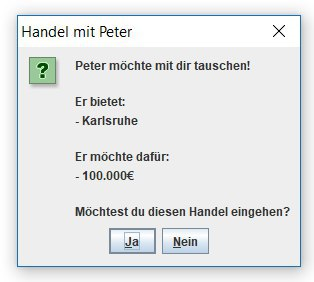 Handel mit Peter
Peter möchte mit dir tauschen!
Er bietet:
- Karlsruhe
Er möchte dafür:
- 100.000€
Möchtest du diesen Handel eingehen?
Ja
Nein